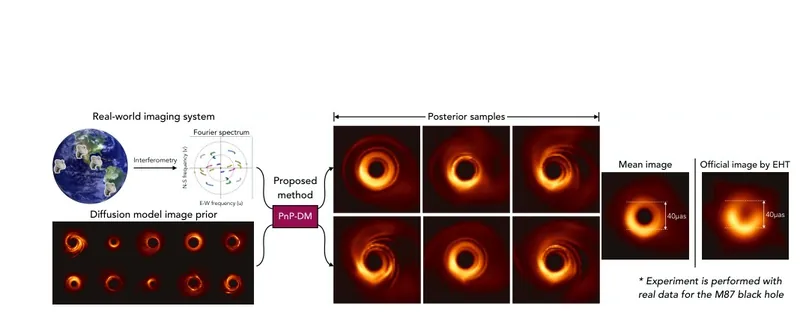 Real-world imaging system
Interferometry
Fourier spectrum
N-S frequency (v)
E-W frequency (u)
Diffusion model image prior
Proposed
method
PnP-DM
Posterior samples
Mean image
40μas
Official image by EHT
40μas
* Experiment is performed with
real data for the M87 black hole